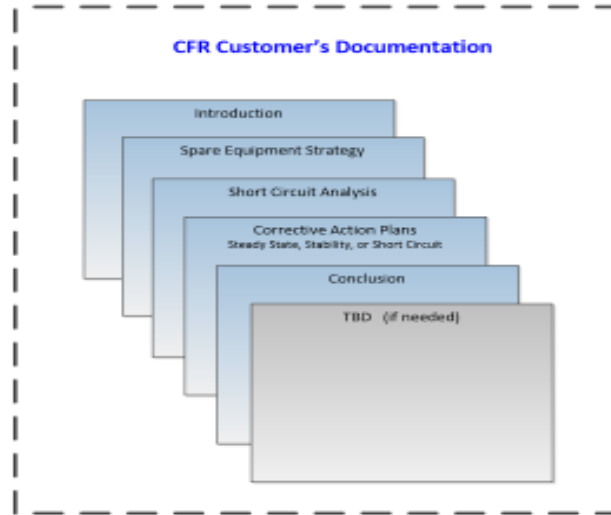 CFR Customer's Documentation
Introduction
Spare Equipment Strategy
Short Circuit Analysis
Corrective Action Plans
Steady State, Stability, or Short Circuit
Conclusion
TBD (if needed)